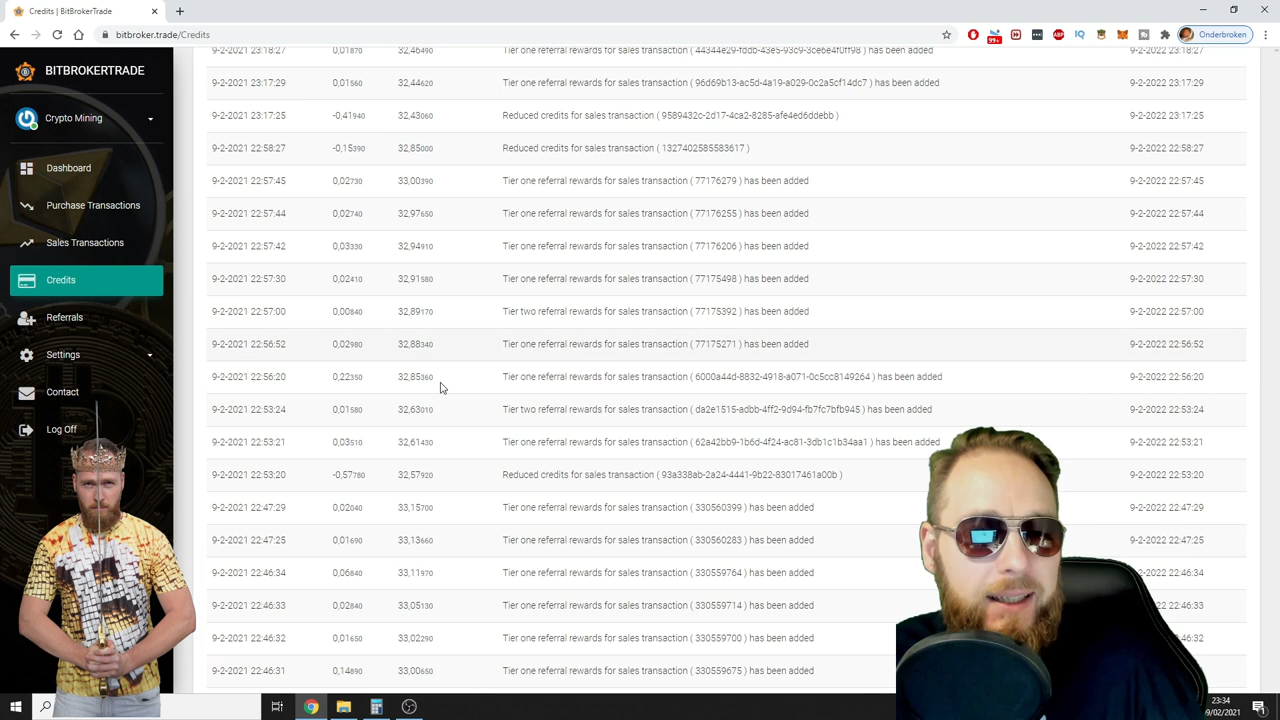 Credits | BitBrokerTrade
bitbroker.trade/Credits
99+
ABP
IQ
Onderbroken
BITBROKERTRADE
Crypto Mining
Dashboard
Purchase Transactions
Sales Transactions
Credits
Referrals
Settings
Contact
Log Off
9-2-2021 23:17:29 0,01560 32,44620 Tier one referral rewards for sales transaction ( 96d69b13-ac5d-4a19-a029-0c2a5cf14dc7 ) has been added 9-2-2022 23:17:29
9-2-2021 23:17:25 -0,41940 32,43060 Reduced credits for sales transaction ( 9589432c-2d17-4ca2-8285-afe4ed6ddebb ) 9-2-2022 23:17:25
9-2-2021 22:58:27 -0,15390 32,85000 Reduced credits for sales transaction ( 1327402585583617 ) 9-2-2022 22:58:27
9-2-2021 22:57:45 0,02730 33,00390 Tier one referral rewards for sales transaction ( 77176279 ) has been added 9-2-2022 22:57:45
9-2-2021 22:57:44 0,02740 32,97650 Tier one referral rewards for sales transaction ( 77176255 ) has been added 9-2-2022 22:57:44
9-2-2021 22:57:42 0,03330 32,94910 Tier one referral rewards for sales transaction ( 77176206 ) has been added 9-2-2022 22:57:42
9-2-2021 22:57:30 0,02410 32,91580 Tier one referral rewards for sales transaction ( 77175498 ) has been added 9-2-2022 22:57:30
9-2-2021 22:57:00 0,00840 32,89170 Tier two referral rewards for sales transaction ( 77175392 ) has been added 9-2-2022 22:57:00
9-2-2021 22:56:52 0,02980 32,88340 Tier one referral rewards for sales transaction ( 77175271 ) has been added 9-2-2022 22:56:52
9-2-2021 22:56:20 0,22350 32,85360 Tier one referral rewards for sales transaction ( 6000a44d-8833-4e18-a071-0c5cc8149264 ) has been added 9-2-2022 22:56:20
9-2-2021 22:53:24 0,01580 32,63010 Tier two referral rewards for sales transaction ( da2e1515-adbb-4ff2-9d94-fb7fc7bfb945 ) has been added 9-2-2022 22:53:24
9-2-2021 22:53:21 0,03510 32,61430 Tier one referral rewards for sales transaction ( ) has been added 9-2-2022 22:53:21
9-2-2021 22:53:20 -0,57780 32,57920 Reduced credits for sales transaction ( ) 9-2-2022 22:53:20
9-2-2021 22:47:29 0,02040 33,15700 Tier one referral rewards for sales transaction ( 330560399 ) has been added 9-2-2022 22:47:29
9-2-2021 22:47:25 0,01690 33,13660 Tier one referral rewards for sales transaction ( 330560283 ) has been added 9-2-2022 22:47:25
9-2-2021 22:46:34 0,06840 33,11970 Tier one referral rewards for sales transaction ( 330559764 ) has been added 22:46:34
9-2-2021 22:46:33 0,02840 33,05130 Tier one referral rewards for sales transaction ( 330559714 ) has been added 22:46:33
9-2-2021 22:46:32 0,01650 33,02290 Tier one referral rewards for sales transaction ( 330559700 ) has been added
9-2-2021 22:46:31 0,14890 33,00650 Tier one referral rewards for sales transaction ( 330559675 ) has been added
23:34
9/02/2021